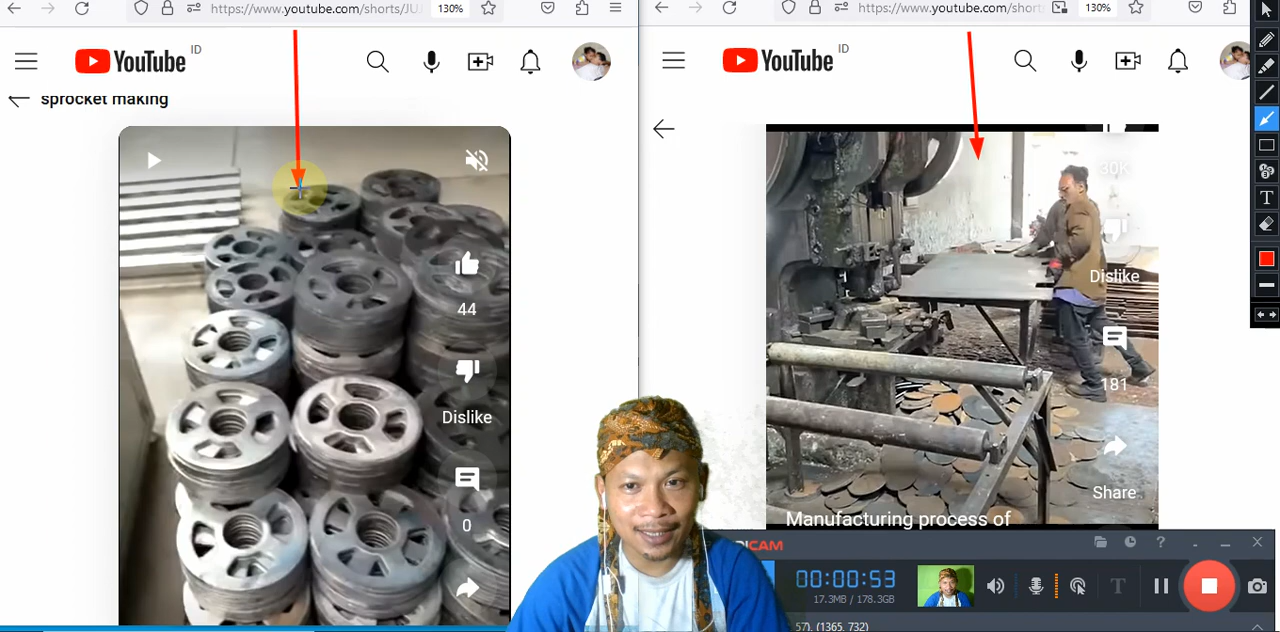 https://www.youtube.com/shorts/JU
130%
YouTube ID
sprocket making
44
Dislike
0
https://www.youtube.com/short
130%
YouTube ID
30K
Dislike
181
Share
Manufacturing process of
DICAM
00:00:53
17.3MB / 178.3GB
T
T
57), (1365, 732)